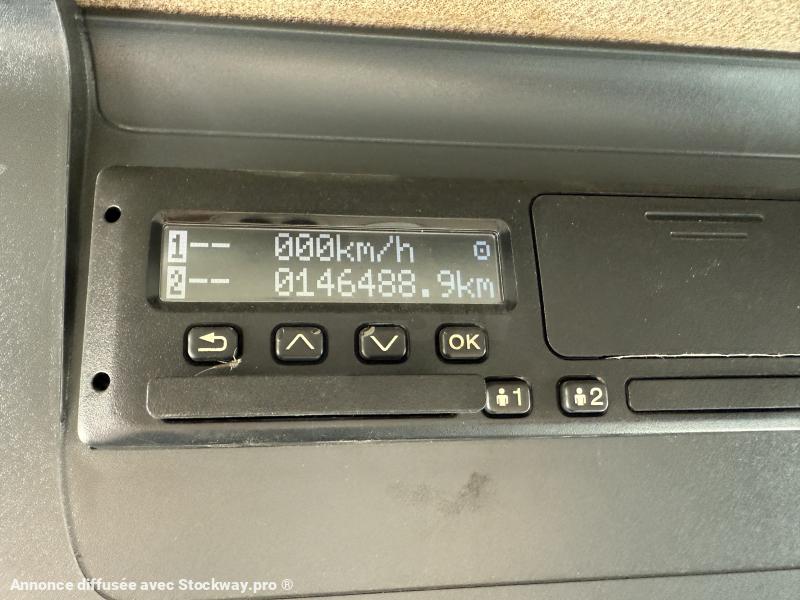 1-- 000km/h
2-- 0146488.9km
OK
1 2
Annonce diffusée avec Stockway.pro ®